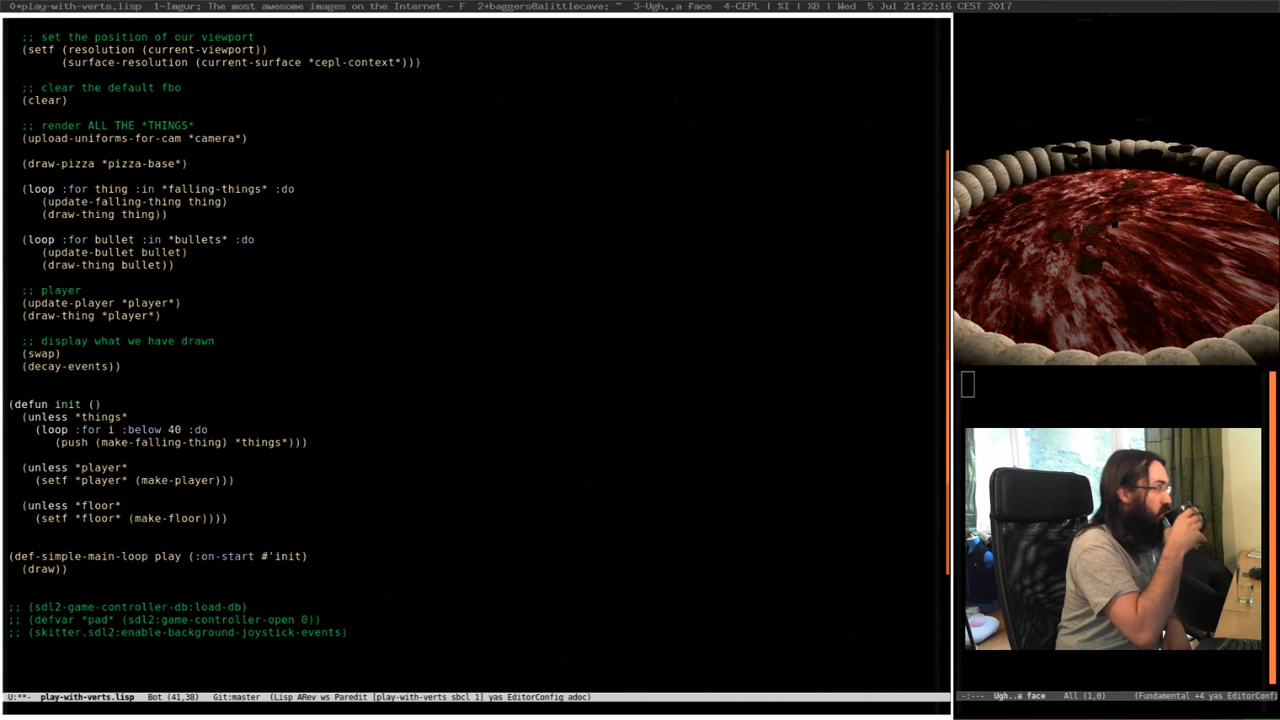 0*play-with-verts.lisp 1-Imgur: The most awesome images on the Internet - F 2+baggers@alittlecave: ~ 3-Ugh..a face 4-CEPL | %I | %B | Wed 5 Jul 21:22:16 CEST 2017
;; set the position of our viewport
(setf (resolution (current-viewport))
(surface-resolution (current-surface *cepl-context*)))
;; clear the default fbo
(clear)
;; render ALL THE *THINGS*
(upload-uniforms-for-cam *camera*)
(draw-pizza *pizza-base*)
(loop :for thing :in *falling-things* :do
(update-falling-thing thing)
(draw-thing thing))
(loop :for bullet :in *bullets* :do
(update-bullet bullet)
(draw-thing bullet))
;; player
(update-player *player*)
(draw-thing *player*)
;; display what we have drawn
(swap)
(decay-events))
(defun init ()
(unless *things*
(loop :for i :below 40 :do
(push (make-falling-thing) *things*)))
(unless *player*
(setf *player* (make-player)))
(unless *floor*
(setf *floor* (make-floor))))
(def-simple-main-loop play (:on-start #'init)
(draw))
;; (sdl2-game-controller-db:load-db)
;; (defvar *pad* (sdl2:game-controller-open 0))
;; (skitter.sdl2:enable-background-joystick-events)
U:**- play-with-verts.lisp Bot (41,38) Git:master (Lisp ARev ws Paredit [play-with-verts sbcl 1] yas EditorConfig adoc)
-:--- Ugh..a face All (1,0) (Fundamental +4 yas EditorConfi